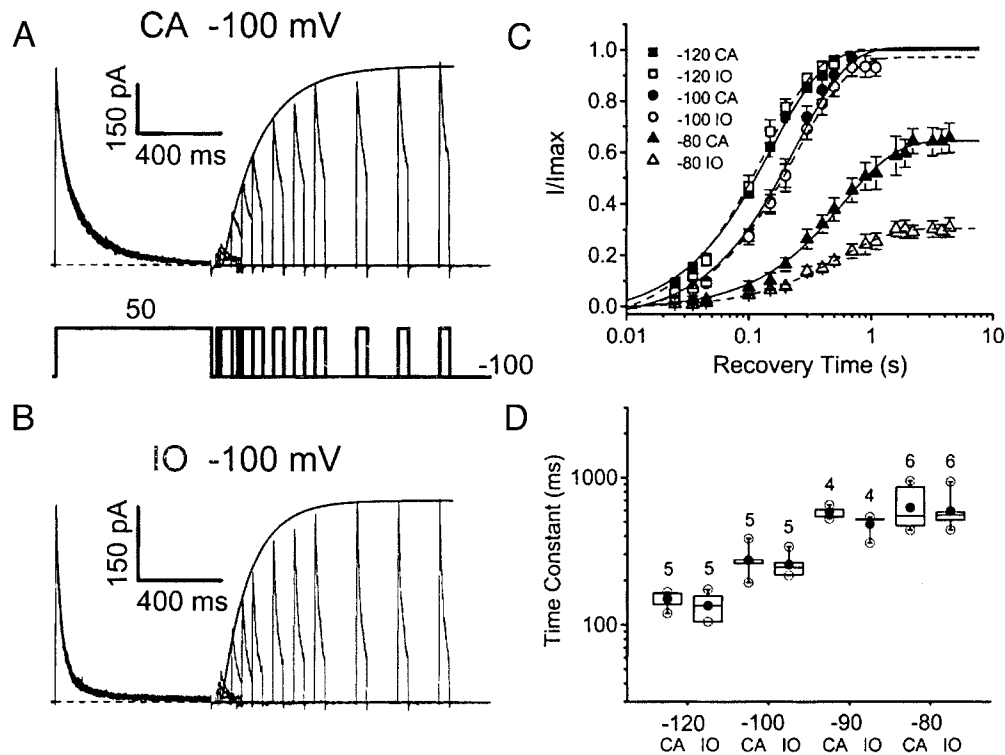 A
CA -100 mV
150 pA
400 ms
50
-100
B
IO -100 mV
150 pA
400 ms
C
1.0
0.8
0.6
0.4
0.2
0.0
I/Imax
-120 CA
-120 IO
-100 CA
-100 IO
-80 CA
-80 IO
0.01
0.1
1
10
Recovery Time (s)
D
1000
100
Time Constant (ms)
5
5
5
5
4
4
6
6
-120
-100
-90
-80
CA IO CA IO CA IO CA IO